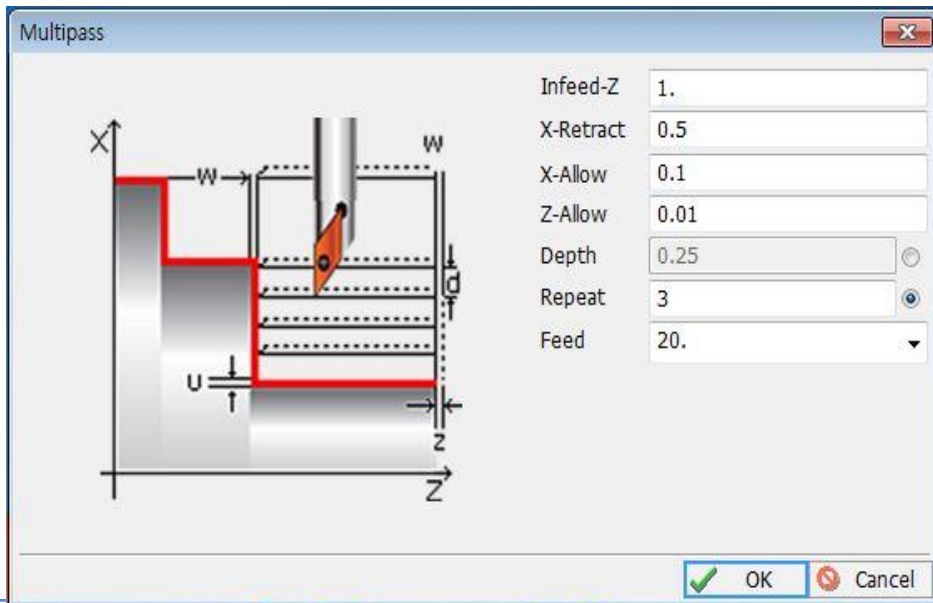 Multipass
X
W
w
d
u
z
Z
Infeed-Z 1.
X-Retract 0.5
X-Allow 0.1
Z-Allow 0.01
Depth 0.25
Repeat 3
Feed 20.
OK Cancel